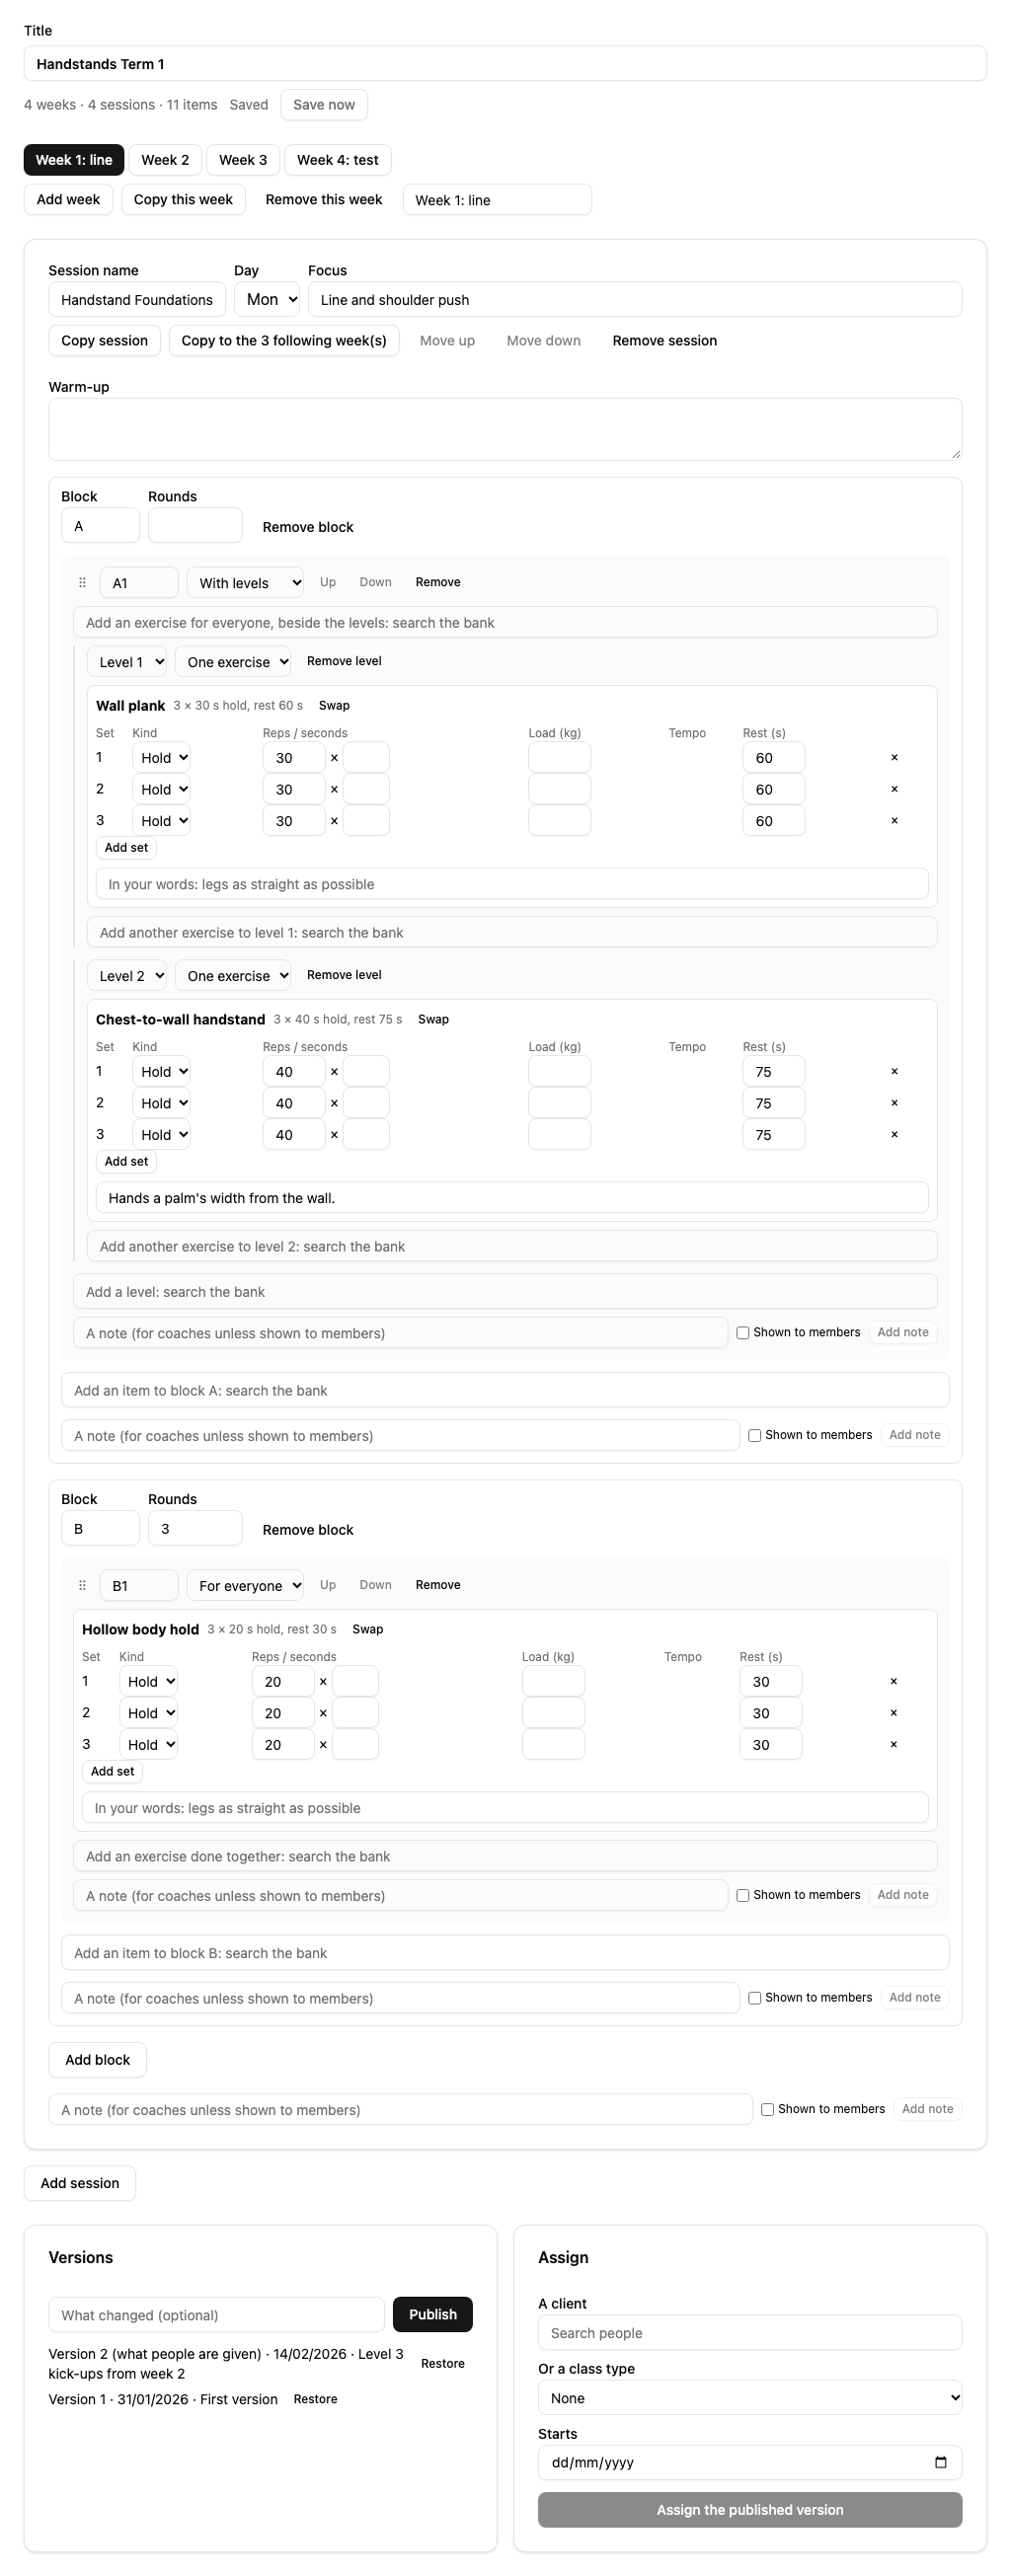 Title
Handstands Term 1
4 weeks · 4 sessions · 11 items Saved Save now
Week 1: line Week 2 Week 3 Week 4: test
Add week Copy this week Remove this week Week 1: line
Session name Day Focus
Handstand Foundations Mon Line and shoulder push
Copy session Copy to the 3 following week(s) Move up Move down Remove session
Warm-up
Block Rounds
A Remove block
A1 With levels Up Down Remove
Add an exercise for everyone, beside the levels: search the bank
Level 1 One exercise Remove level
Wall plank 3 × 30 s hold, rest 60 s Swap
Set Kind Reps / seconds Load (kg) Tempo Rest (s)
1 Hold 30 × 60 ×
2 Hold 30 × 60 ×
3 Hold 30 × 60 ×
Add set
In your words: legs as straight as possible
Add another exercise to level 1: search the bank
Level 2 One exercise Remove level
Chest-to-wall handstand 3 × 40 s hold, rest 75 s Swap
Set Kind Reps / seconds Load (kg) Tempo Rest (s)
1 Hold 40 × 75 ×
2 Hold 40 × 75 ×
3 Hold 40 × 75 ×
Add set
Hands a palm's width from the wall.
Add another exercise to level 2: search the bank
Add a level: search the bank
A note (for coaches unless shown to members) Shown to members Add note
Add an item to block A: search the bank
A note (for coaches unless shown to members) Shown to members Add note
Block Rounds
B 3 Remove block
B1 For everyone Up Down Remove
Hollow body hold 3 × 20 s hold, rest 30 s Swap
Set Kind Reps / seconds Load (kg) Tempo Rest (s)
1 Hold 20 × 30 ×
2 Hold 20 × 30 ×
3 Hold 20 × 30 ×
Add set
In your words: legs as straight as possible
Add an exercise done together: search the bank
A note (for coaches unless shown to members) Shown to members Add note
Add an item to block B: search the bank
A note (for coaches unless shown to members) Shown to members Add note
Add block
A note (for coaches unless shown to members) Shown to members Add note
Add session
Versions
What changed (optional) Publish
Version 2 (what people are given) · 14/02/2026 · Level 3
kick-ups from week 2 Restore
Version 1 · 31/01/2026 · First version Restore
Assign
A client
Search people
Or a class type
None
Starts
dd/mm/yyyy
Assign the published version